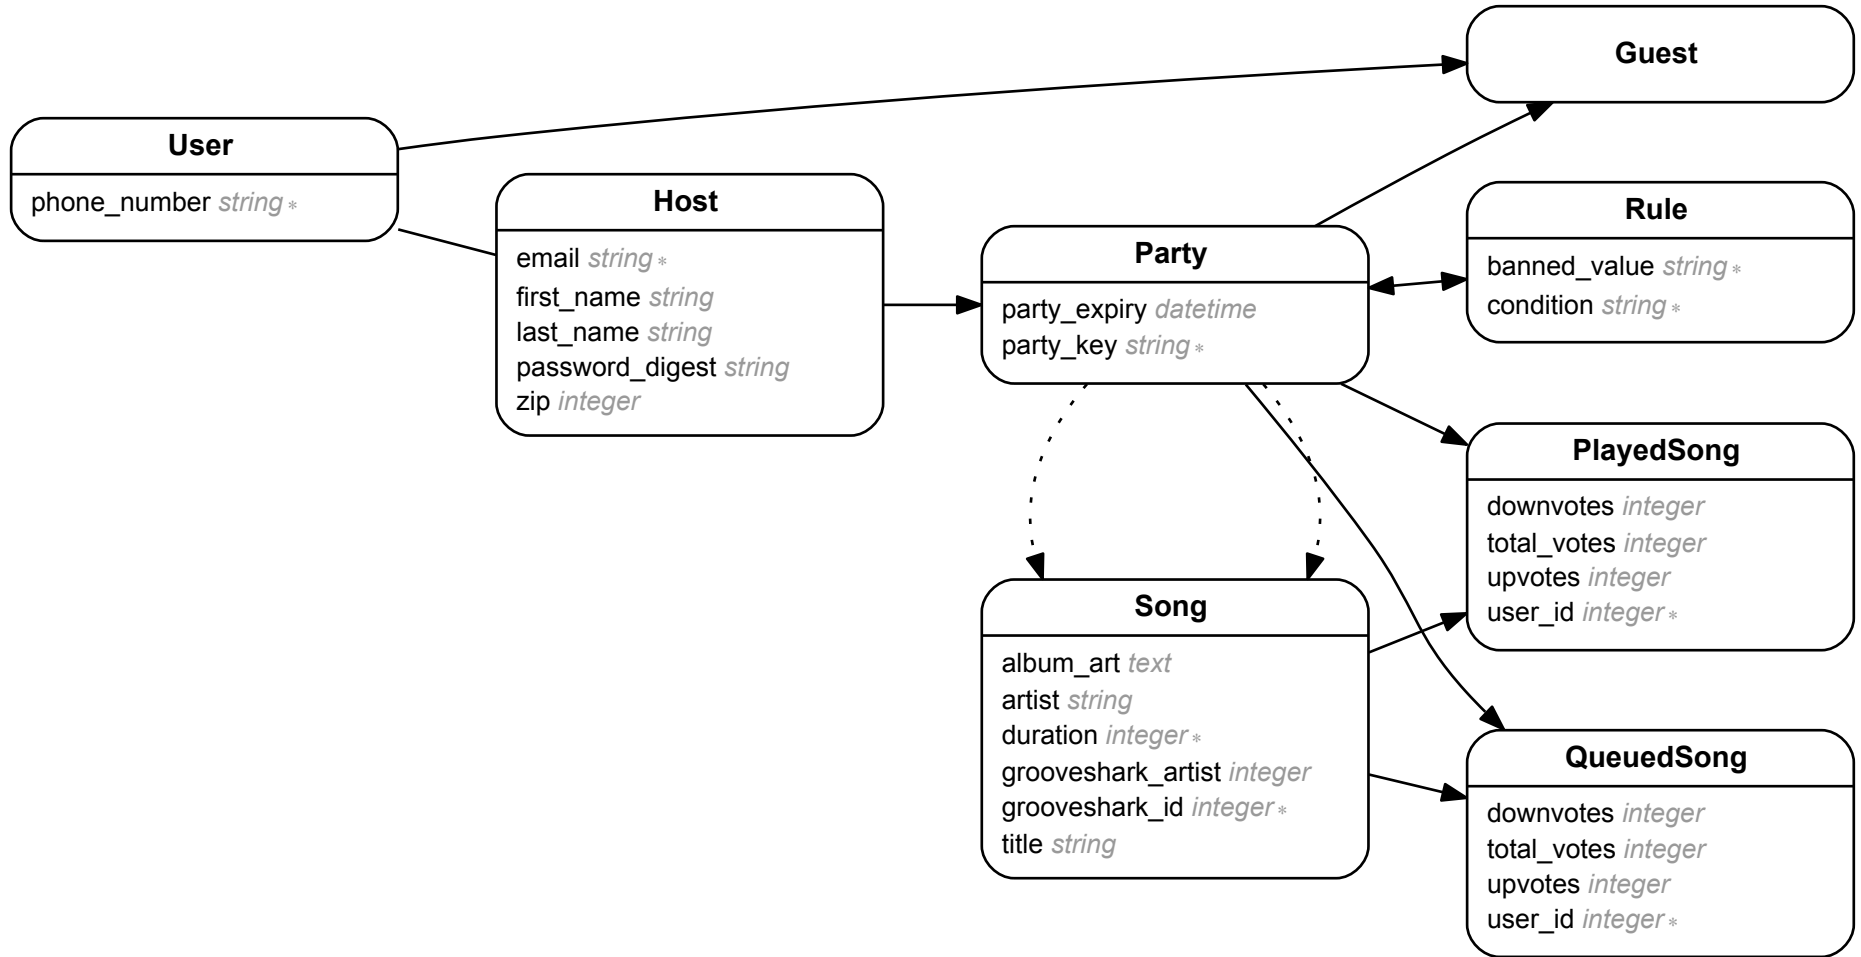 User
phone_number string *
Host
email string *
first_name string
last_name string
password_digest string
zip integer
Party
party_expiry datetime
party_key string *
Song
album_art text
artist string
duration integer *
grooveshark_artist integer
grooveshark_id integer *
title string
Guest
Rule
banned_value string *
condition string *
PlayedSong
downvotes integer
total_votes integer
upvotes integer
user_id integer *
QueuedSong
downvotes integer
total_votes integer
upvotes integer
user_id integer *